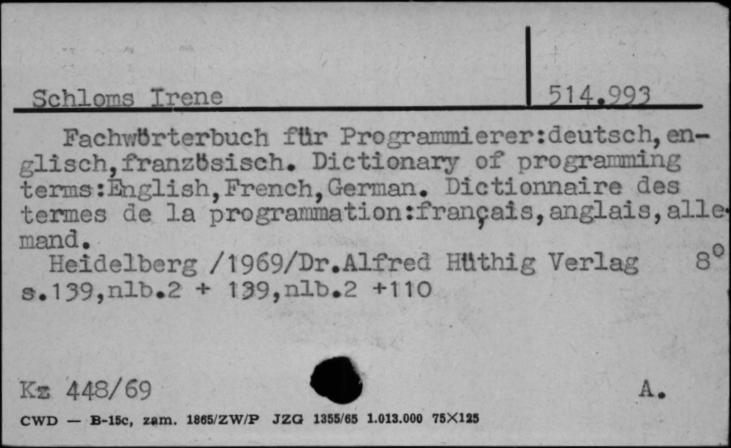 Schloms Irene 514.993
Fachwörterbuch für Programmierer:deutsch,en-
glisch,französisch. Dictionary of programming
terms:English,French,German. Dictionnaire des
termes de la programmation:français,anglais,alle-
mand.
Heidelberg /1969/Dr.Alfred Hüthig Verlag 8°
s.139,nlb.2 + 139,nlb.2 +110
Kz 448/69 A.
CWD — B-15c, zam. 1865/ZW/P JZG 1355/65 1.013.000 75X125